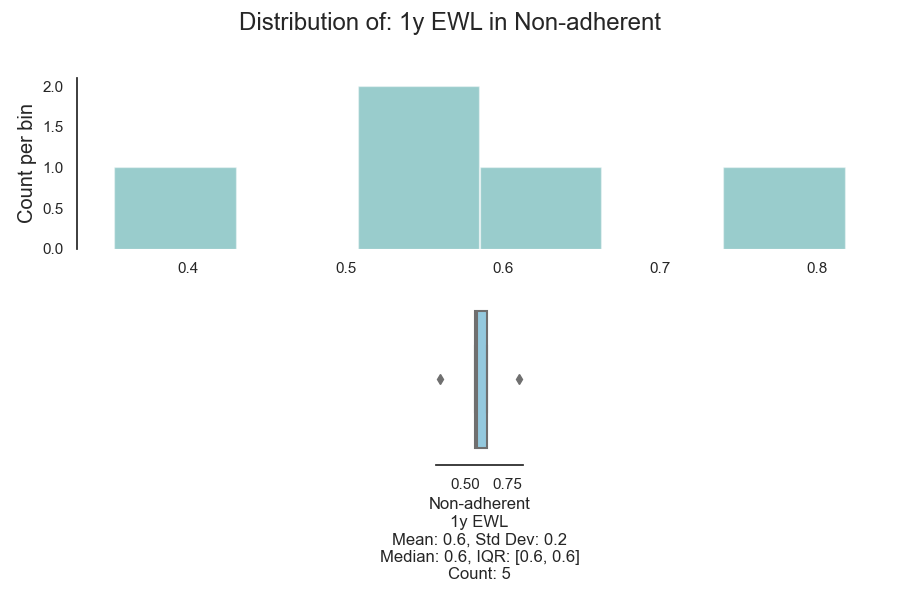 Distribution of: 1y EWL in Non-adherent
Count per bin
2.0
1.5
1.0
0.5
0.0
0.4 0.5 0.6 0.7 0.8
0.50 0.75
Non-adherent
1y EWL
Mean: 0.6, Std Dev: 0.2
Median: 0.6, IQR: [0.6, 0.6]
Count: 5